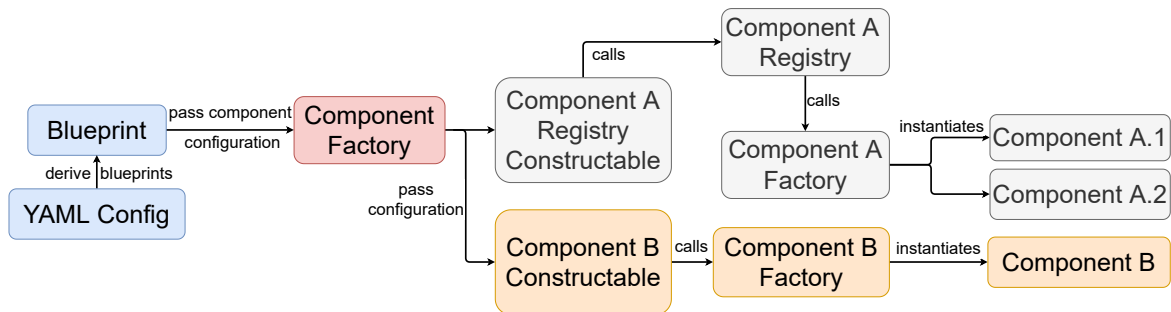 YAML Config
derive blueprints
Blueprint
pass component
configuration
Component
Factory
pass
configuration
Component A
Registry
Constructable
calls
Component A
Registry
calls
Component A
Factory
instantiates
Component A.1
Component A.2
Component B
Constructable
calls
Component B
Factory
instantiates
Component B